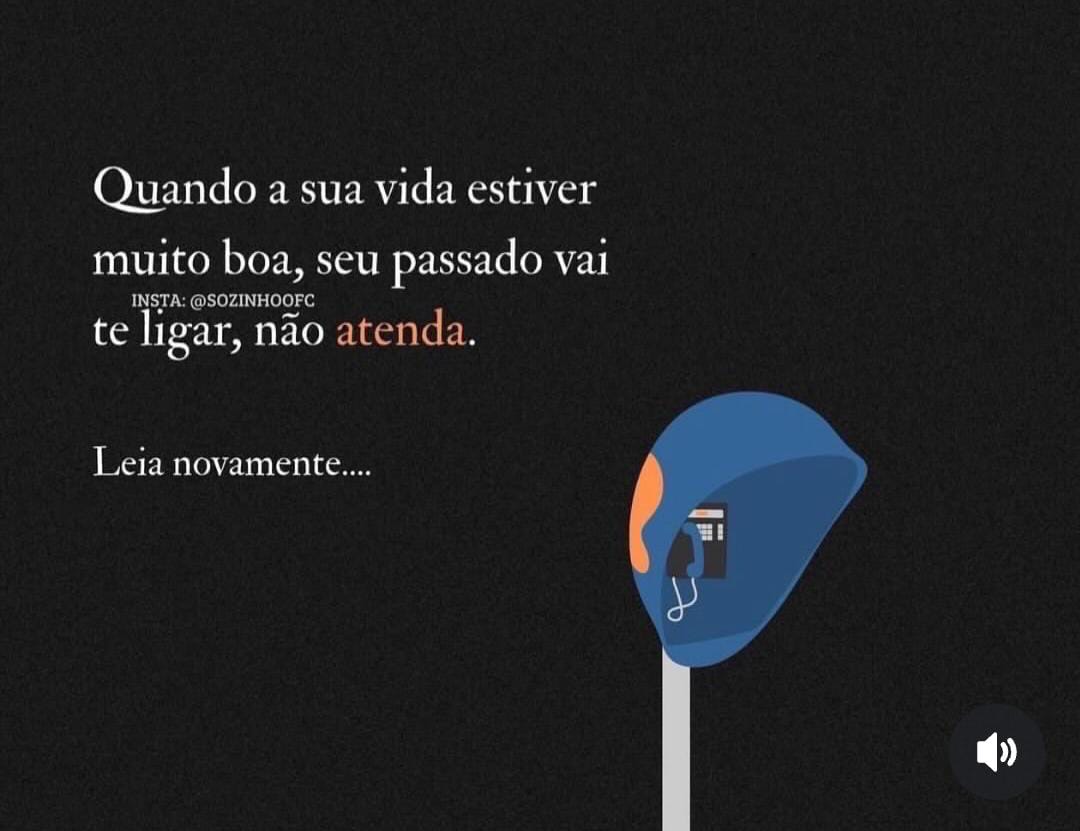 Quando a sua vida estiver
muito boa, seu passado vai
INSTA: @SOZINHOOFC
te ligar, não atenda.
Leia novamente....